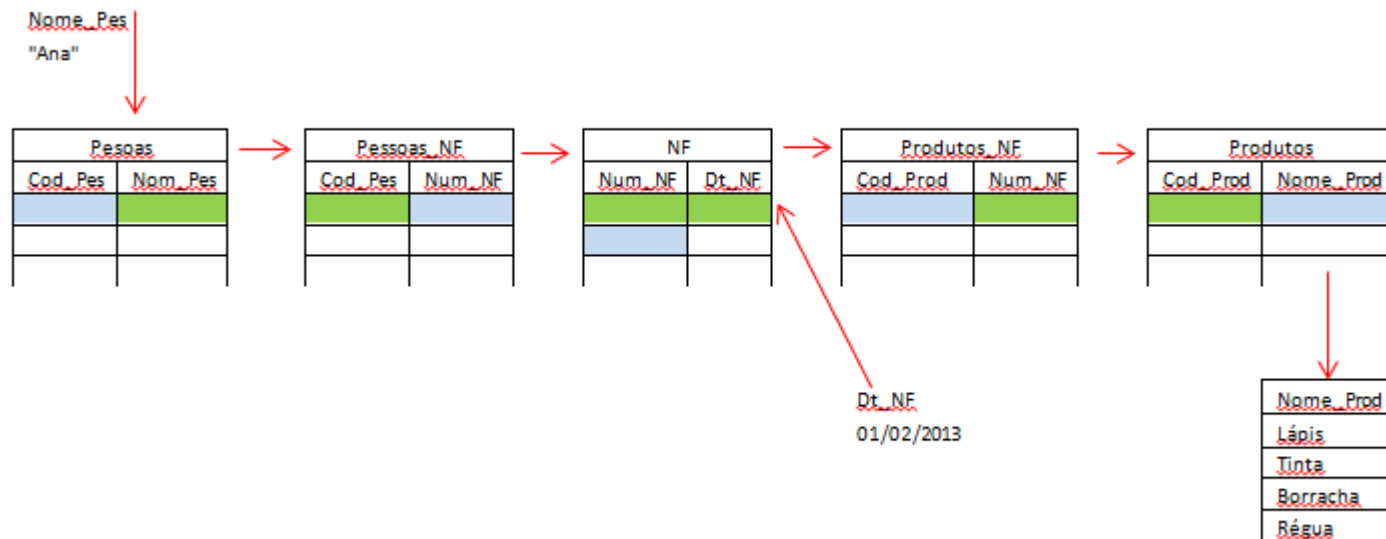 Nome_Pes
"Ana"
Pesoas
Cod_Pes Nom_Pes
Pessoas_NF
Cod_Pes Num_NF
NF
Num_NF Dt_NF
Produtos_NF
Cod_Prod Num_NF
Produtos
Cod_Prod Nome_Prod
Dt_NF
01/02/2013
Nome_Prod
Lápis
Tinta
Borracha
Régua